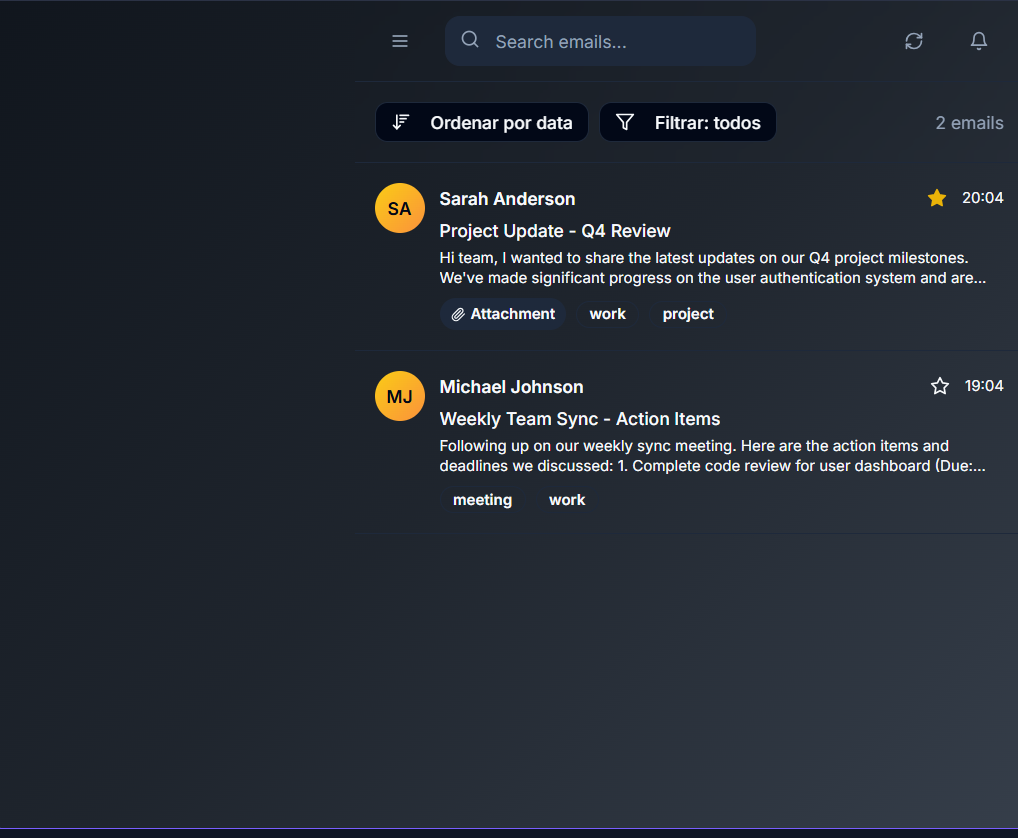 Search emails...
Ordenar por data
Filtrar: todos
2 emails
SA
Sarah Anderson
20:04
Project Update - Q4 Review
Hi team, I wanted to share the latest updates on our Q4 project milestones.
We've made significant progress on the user authentication system and are...
Attachment
work
project
MJ
Michael Johnson
19:04
Weekly Team Sync - Action Items
Following up on our weekly sync meeting. Here are the action items and
deadlines we discussed: 1. Complete code review for user dashboard (Due:...
meeting
work